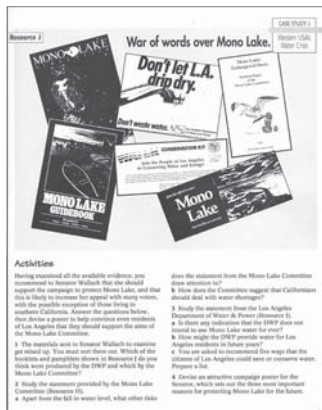 CASE STUDY 3
Western USA:
Water Crisis
Resource J
War of words over Mono Lake.
MONO LAKE
Don't let L.A.
drip dry.
Don't waste water.
Mono Lake
Endangered Oasis
CONSERVATION KIT
Join the People of Los Angeles
in Conserving Water and Energy!
MONO LAKE
GUIDEBOOK
Mono
Lake
Activities
Having examined all the available evidence, you
recommend to Senator Wallach that she should
support the campaign to protect Mono Lake, and that
this is likely to increase her appeal with many voters,
with the possible exception of those living in
southern California. Answer the questions below,
then devise a poster to help convince even residents
of Los Angeles that they should support the aims of
the Mono Lake Committee.
1 The materials sent to Senator Wallach to examine
get mixed up. You must sort them out. Which of the
booklets and pamphlets shown in Resource J do you
think were produced by the DWP and which by the
Mono Lake Committee?
2 Study the statement provided by the Mono Lake
Committee (Resource H).
a Apart from the fall in water level, what other risks
does the statement from the Mono Lake Committee
draw attention to?
b How does the Committee suggest that Californians
should deal with water shortages?
3 Study the statement from the Los Angeles
Department of Water & Power (Resource I).
a Is there any indication that the DWP does not
intend to use Mono Lake water for ever?
b How might the DWP provide water for Los
Angeles residents in future years?
c You are asked to recommend five ways that the
citizens of Los Angeles could save or conserve water.
Prepare a list.
4 Devise an attractive campaign poster for the
Senator, which sets out the three most important
reasons for protecting Mono Lake for the future.